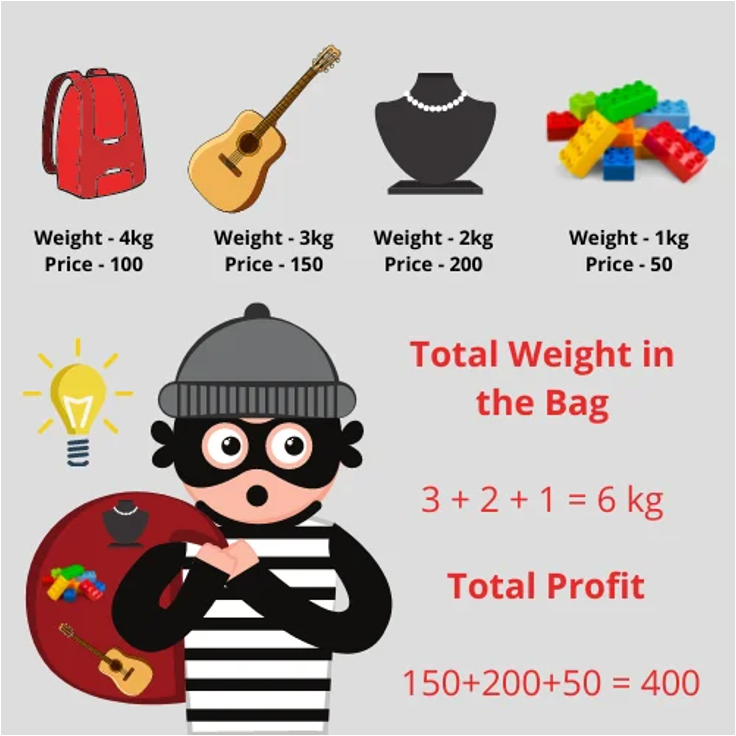 Weight - 4kg
Price - 100
Weight - 3kg
Price - 150
Weight - 2kg
Price - 200
Weight - 1kg
Price - 50
Total Weight in
the Bag
3 + 2 + 1 = 6 kg
Total Profit
150+200+50 = 400